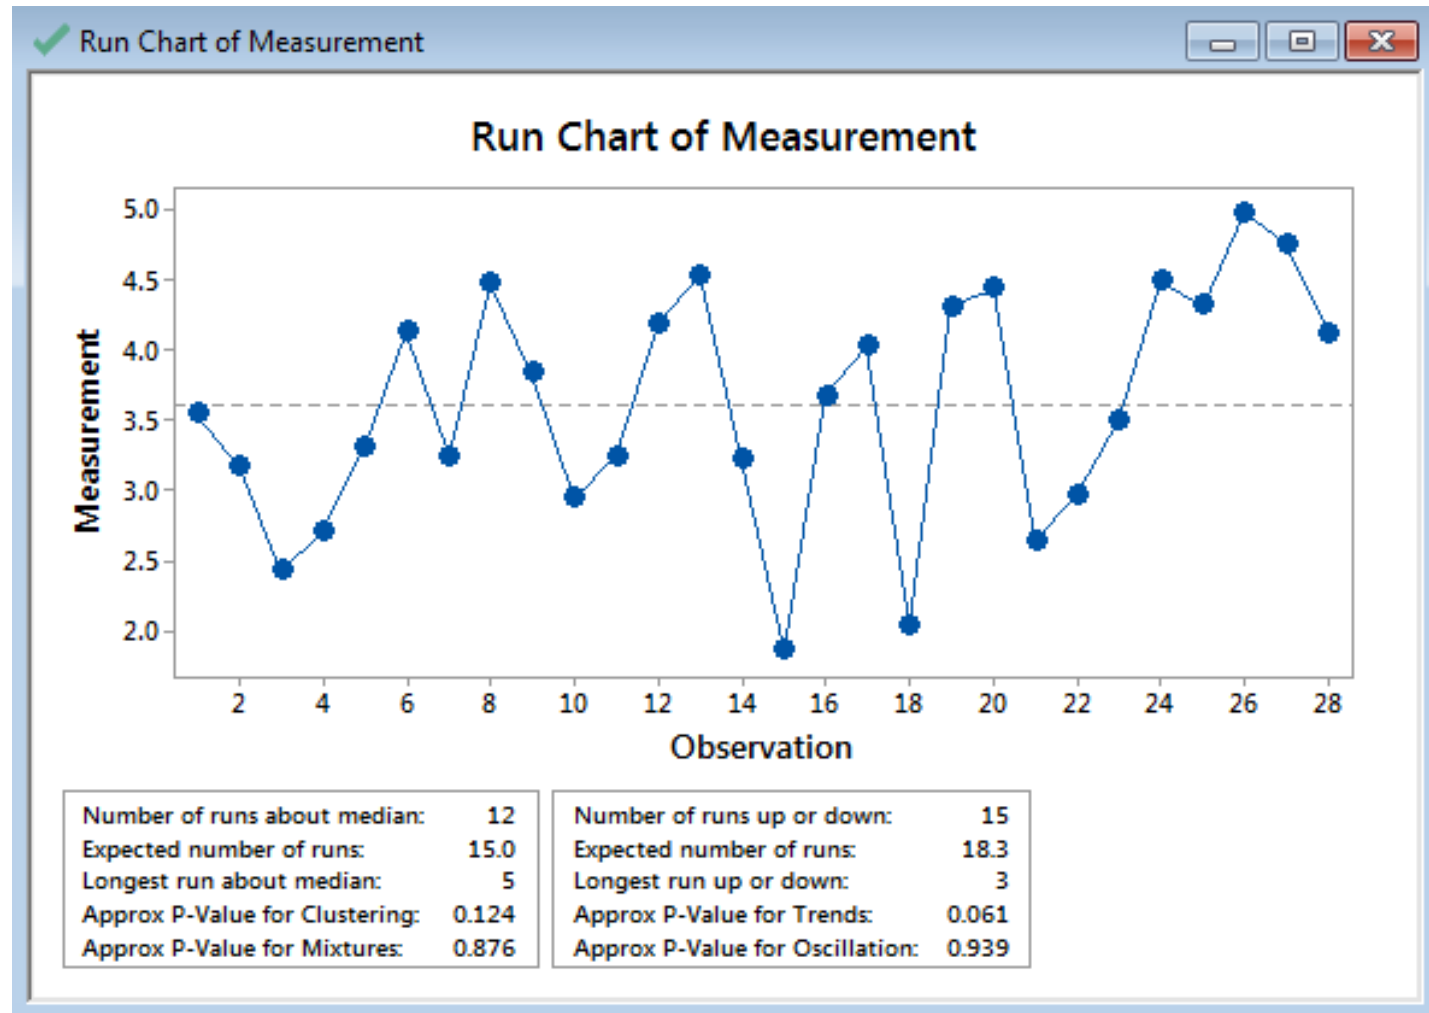 Run Chart of Measurement
Run Chart of Measurement
5.0
4.5
4.0
3.5
3.0
2.5
2.0
Measurement
2 4 6 8 10 12 14 16 18 20 22 24 26 28
Observation
Number of runs about median: 12
Expected number of runs: 15.0
Longest run about median: 5
Approx P-Value for Clustering: 0.124
Approx P-Value for Mixtures: 0.876
Number of runs up or down: 15
Expected number of runs: 18.3
Longest run up or down: 3
Approx P-Value for Trends: 0.061
Approx P-Value for Oscillation: 0.939